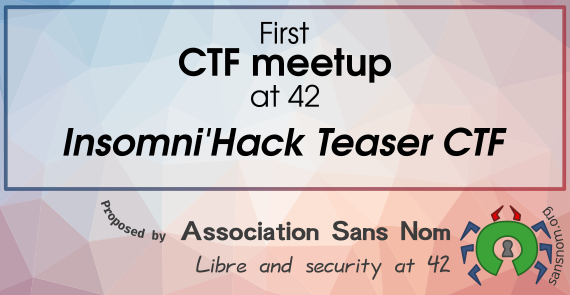 First
CTF meetup
at 42
Insomni'Hack Teaser CTF
Proposed by
Association Sans Nom
Libre and security at 42
sansnom.org